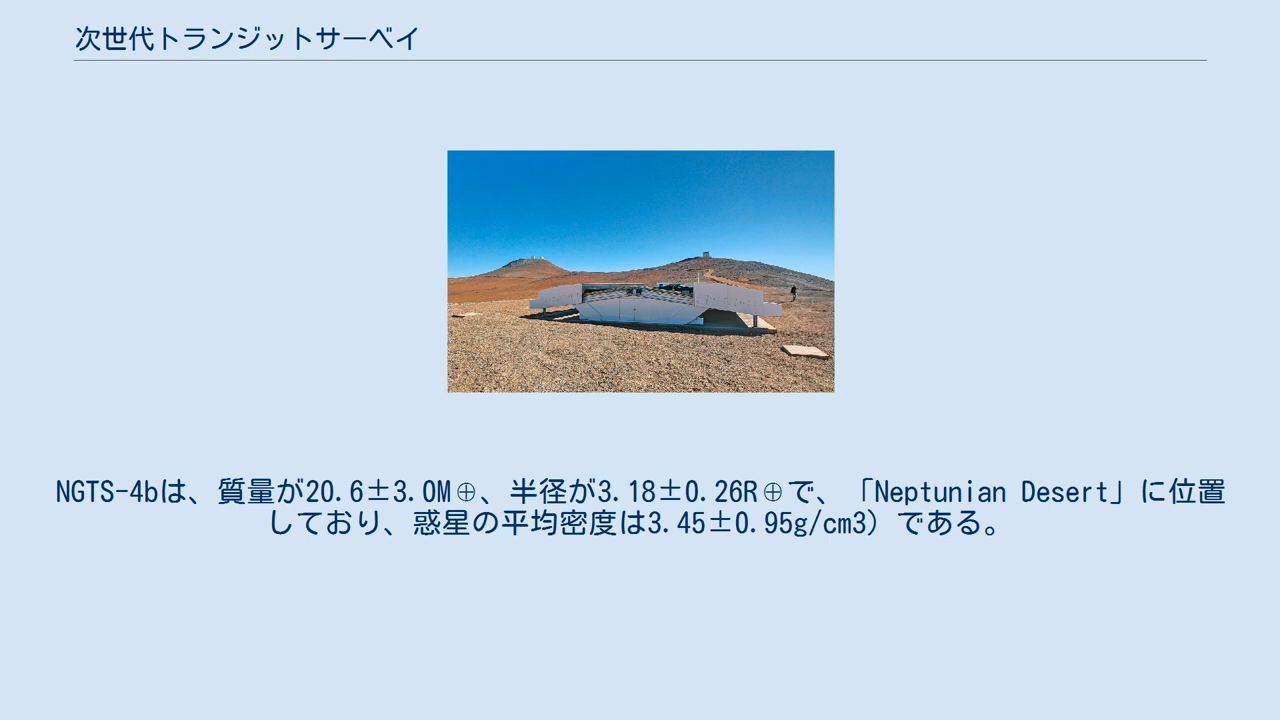 次世代トランジットサーベイ
NGTS-4bは、質量が20.6±3.0M⊕、半径が3.18±0.26R⊕で、「Neptunian Desert」に位置
しており、惑星の平均密度は3.45±0.95g/cm3）である。